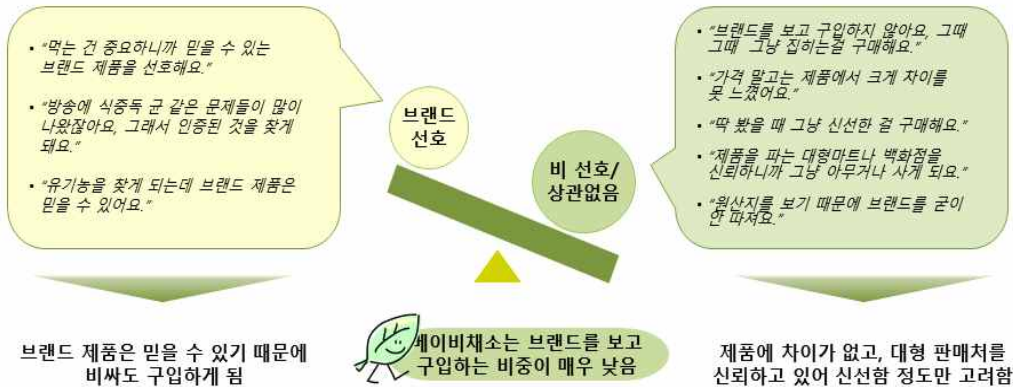 • “먹는 건 중요하니까 믿을 수 있는
브랜드 제품을 선호해요.”
• “방송에 식중독 균 같은 문제들이 많이
나왔잖아요, 그래서 인증된 것을 찾게
돼요.”
• “유기농을 찾게 되는데 브랜드 제품은
믿을 수 있어요.”
브랜드
선호
비 선호/
상관없음
• “브랜드를 보고 구입하지 않아요, 그때
그때 그냥 집히는걸 구매해요.”
• “가격 말고는 제품에서 크게 차이를
못 느꼈어요.”
• “딱 봤을 때 그냥 신선한 걸 구매해요.”
• “제품을 파는 대형마트나 백화점을
신뢰하니까 그냥 아무거나 사게 되요.”
• “원산지를 보기 때문에 브랜드를 굳이
안 따져요.”
브랜드 제품은 믿을 수 있기 때문에
비싸도 구입하게 됨
베이비채소는 브랜드를 보고
구입하는 비중이 매우 낮음
제품에 차이가 없고, 대형 판매처를
신뢰하고 있어 신선함 정도만 고려함